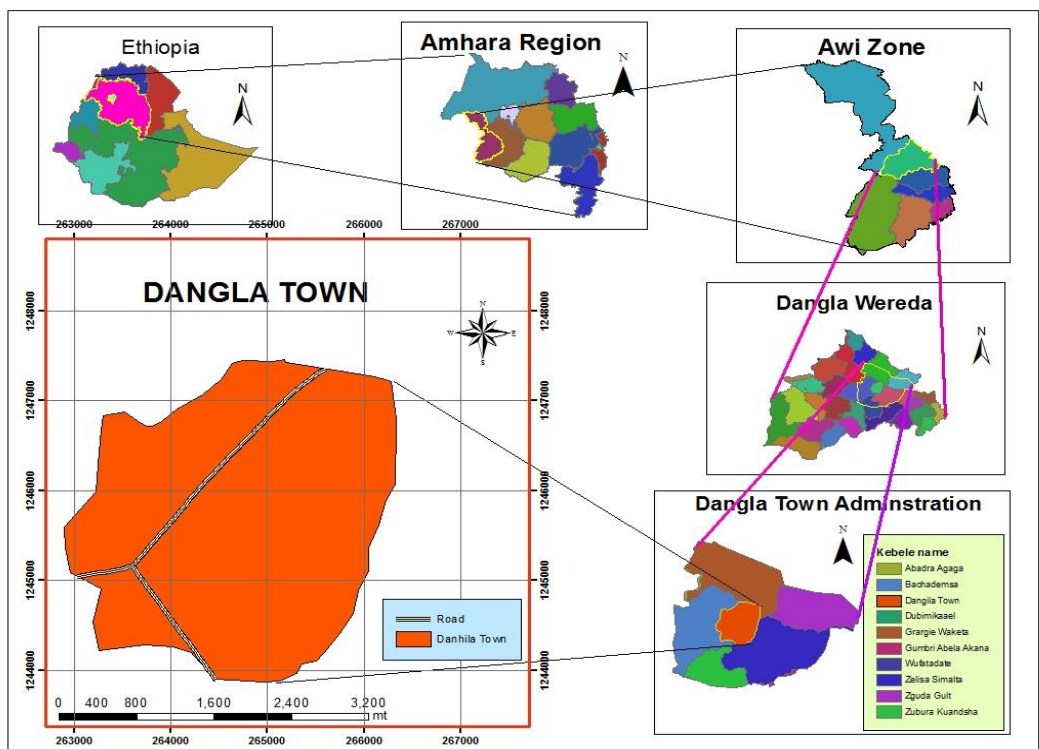 Ethiopia
N
Amhara Region
N
Awi Zone
N
263000 264000 265000 266000 267000
DANGLA TOWN
N
W E
S
1248000
1247000
1246000
1245000
1244000
1248000
1247000
1246000
1245000
1244000
Road
Danhila Town
0 400 800 1,600 2,400 3,200
mt
263000 264000 265000 266000 267000
Dangla Wereda
N
Dangla Town Adminstration
N
Kebele name
Abadra Agaga
Bachademsa
Dangila Town
Dubimikaael
Grargie Waketa
Gumbri Abela Akana
Wufatadate
Zelisa Simalta
Zguda Gult
Zubura Kuandsha